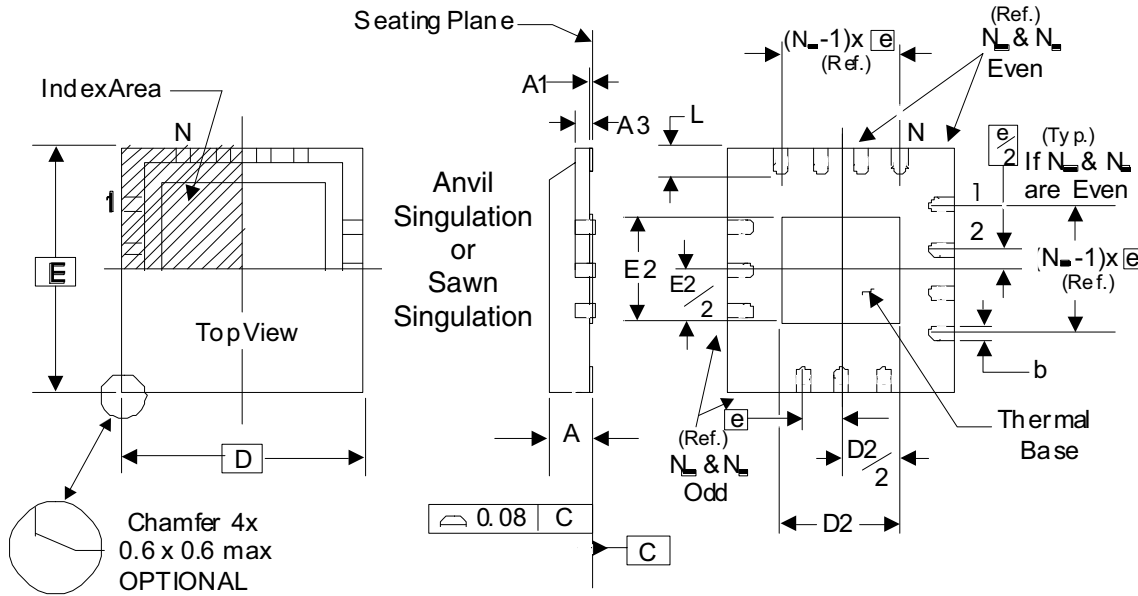 Seating Plane
Index Area
N
1
E
Top View
D
Chamfer 4x
0.6 x 0.6 max
OPTIONAL
Anvil
Singulation
or
Sawn
Singulation
A1
A3
A
0.08 C
C
L
(N -1)x e
(Ref.)
(Ref.)
N & N
Even
N
e/2
(Typ.)
If N & N
are Even
1
2
(N -1)x e
(Ref.)
E2
E2/2
b
Thermal
Base
e
(Ref.)
N & N
Odd
D2/2
D2